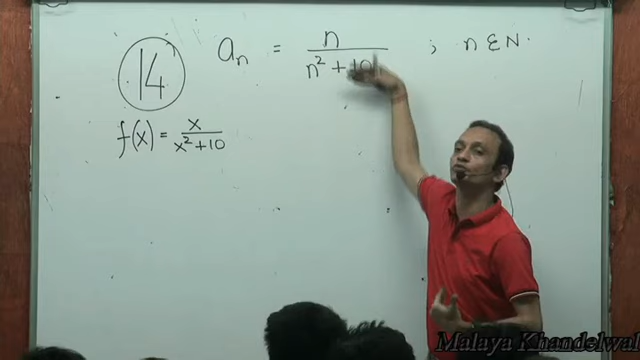 14 aₙ = n / n² + 10 ; n ∈ N.
f(x) = x / x² + 10
Malaya Khandelwal